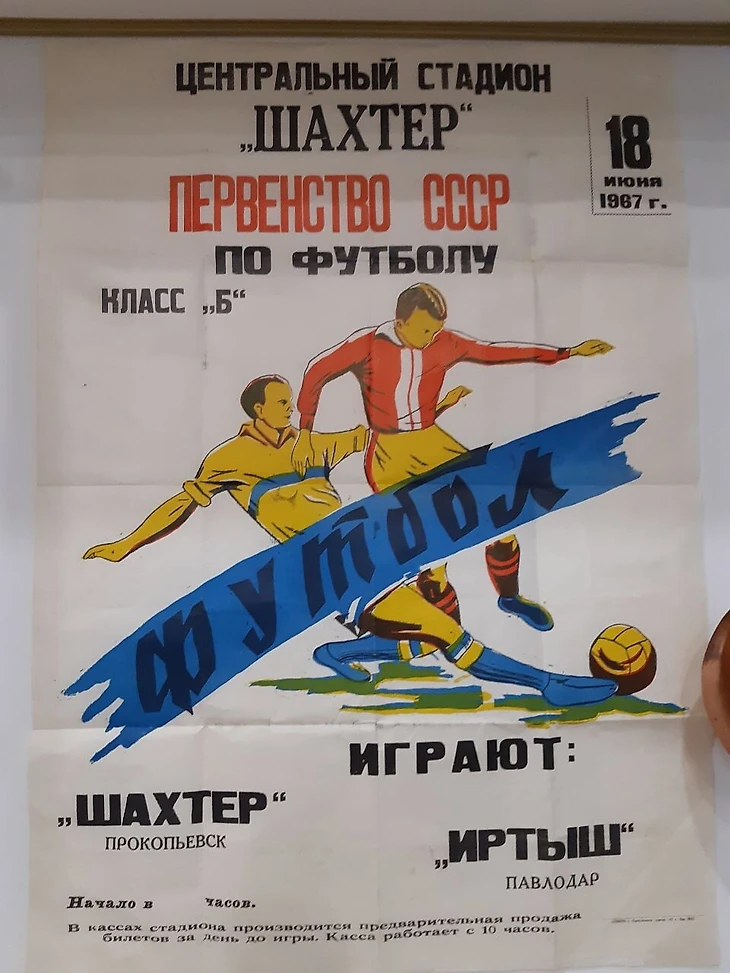 ЦЕНТРАЛЬНЫЙ СТАДИОН
„ШАХТЕР“
18
июня
1967 г.
ПЕРВЕНСТВО СССР
ПО ФУТБОЛУ
КЛАСС „Б“
футбол
ИГРАЮТ:
„ШАХТЕР“
ПРОКОПЬЕВСК
„ИРТЫШ“
ПАВЛОДАР
Начало в часов.
В кассах стадиона производится предварительная продажа
билетов за день до игры. Касса работает с 10 часов.